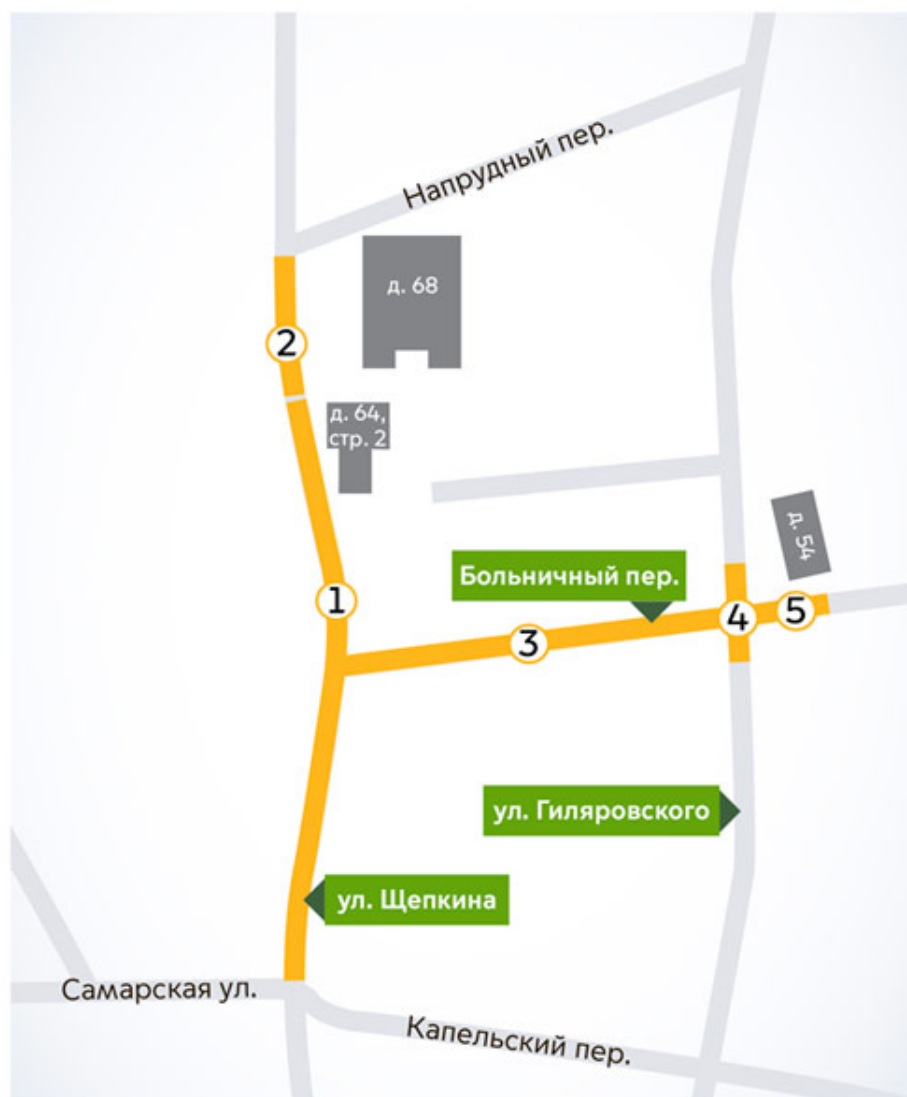 Напрудный пер.
д. 68
2
д. 64,
стр. 2
д. 54
Больничный пер.
1
4
5
3
ул. Гиляровского
ул. Щепкина
Самарская ул.
Капельский пер.